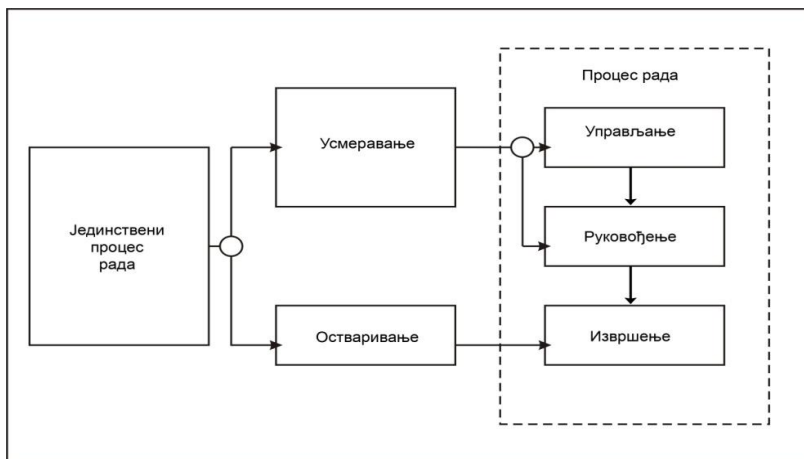 Јединствени
процес
рада
Усмеравање
Остваривање
Процес рада
Управљање
Руковођење
Извршење